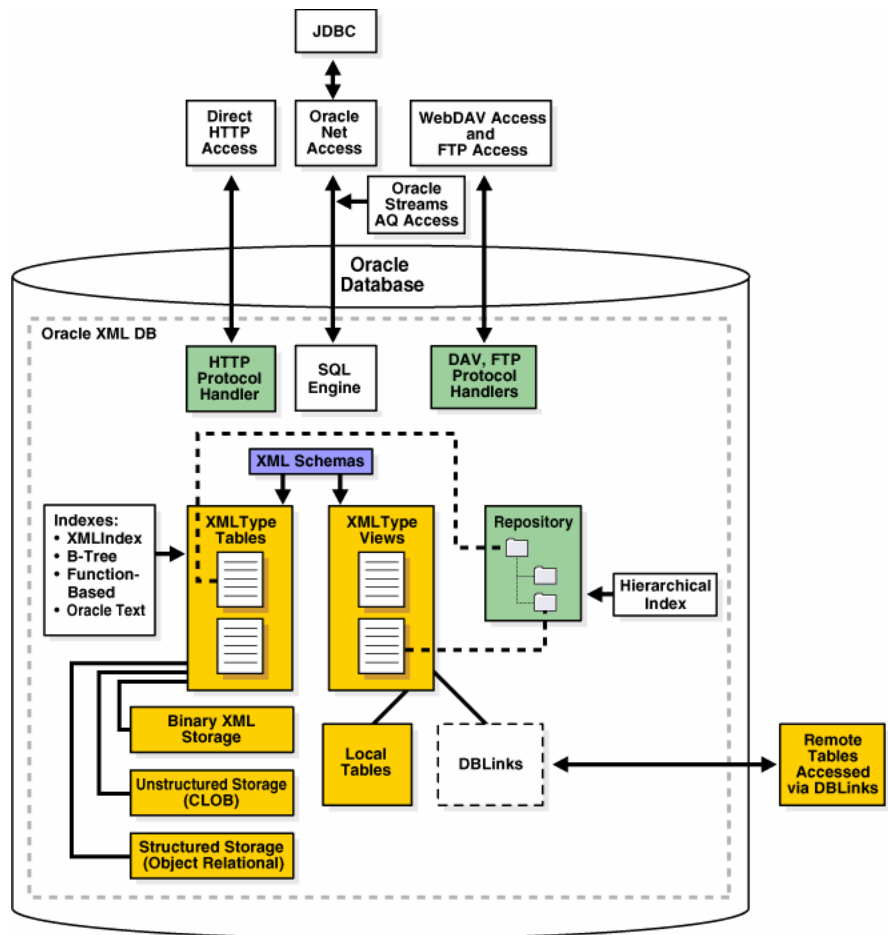 JDBC
Direct
HTTP
Access
Oracle
Net
Access
WebDAV Access
and
FTP Access
Oracle
Streams
AQ Access
Oracle
Database
Oracle XML DB
HTTP
Protocol
Handler
SQL
Engine
DAV, FTP
Protocol
Handlers
XML Schemas
Indexes:
• XMLIndex
• B-Tree
• Function-
Based
• Oracle Text
XMLType
Tables
XMLType
Views
Repository
Hierarchical
Index
Binary XML
Storage
Unstructured Storage
(CLOB)
Structured Storage
(Object Relational)
Local
Tables
DBLinks
Remote
Tables
Accessed
via DBLinks